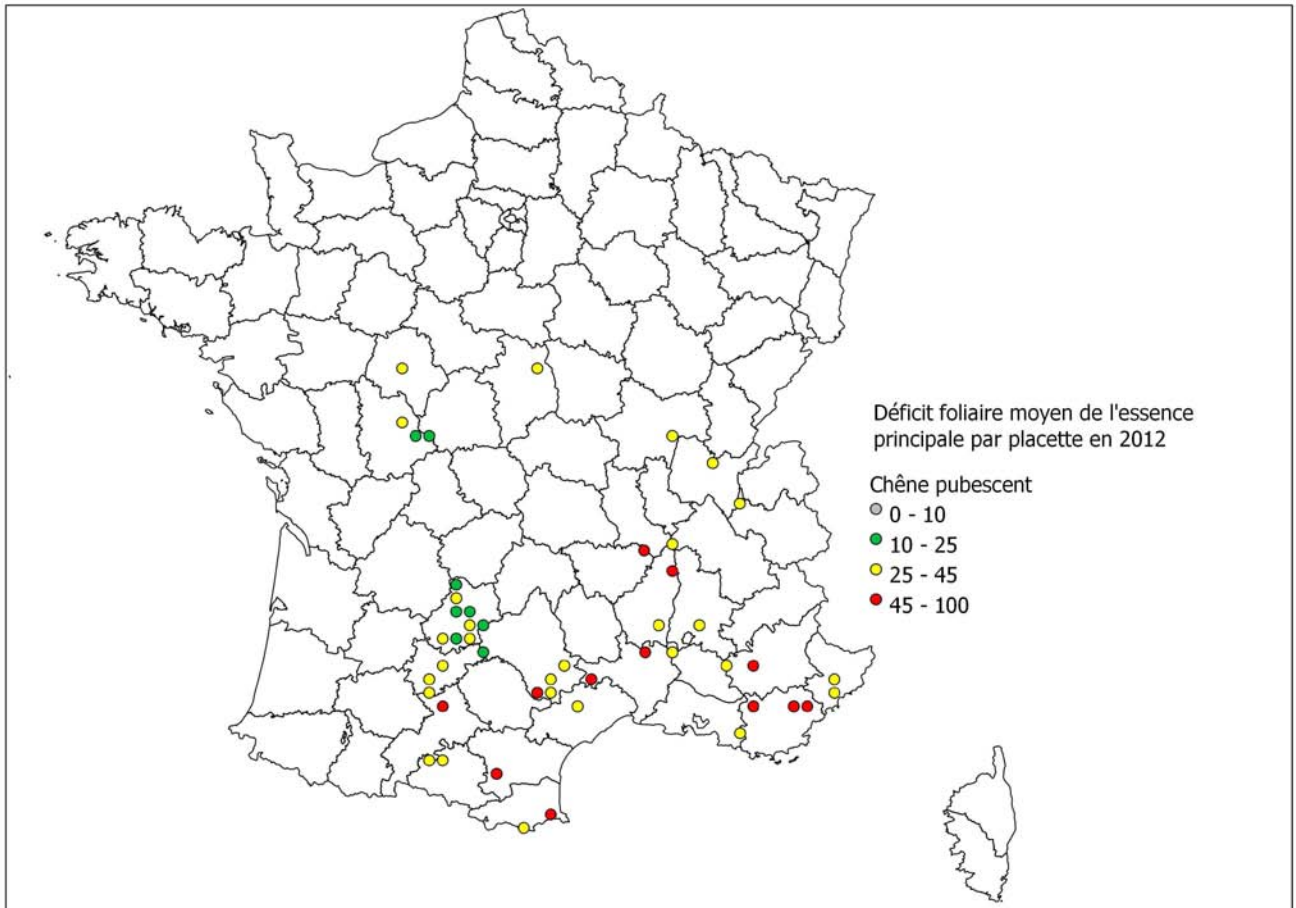 Déficit foliaire moyen de l'essence
principale par placette en 2012
Chêne pubescent
0 - 10
10 - 25
25 - 45
45 - 100